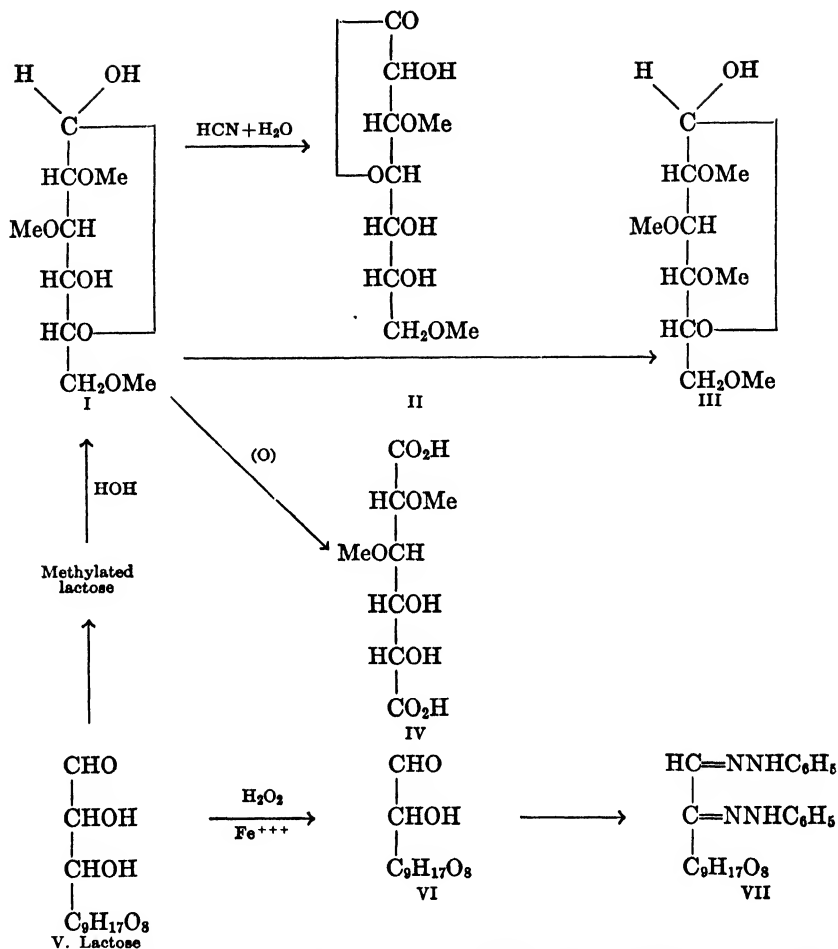 H OH
C
HCOMe
MeOCH
HCOH
HCO
CH₂OMe
I
HCN+H₂O
CO
CHOH
HCOMe
OCH
HCOH
HCOH
CH₂OMe
II
H OH
C
HCOMe
MeOCH
HCOMe
HCO
CH₂OMe
III
HOH
Methylated
lactose
(O)
CO₂H
HCOMe
MeOCH
HCOH
HCOH
CO₂H
IV
CHO
CHOH
CHOH
C₉H₁₇O₈
V. Lactose
H₂O₂
Fe⁺⁺⁺
CHO
CHOH
C₉H₁₇O₈
VI
HC=NNHC₆H₅
C=NNHC₆H₅
C₉H₁₇O₈
VII